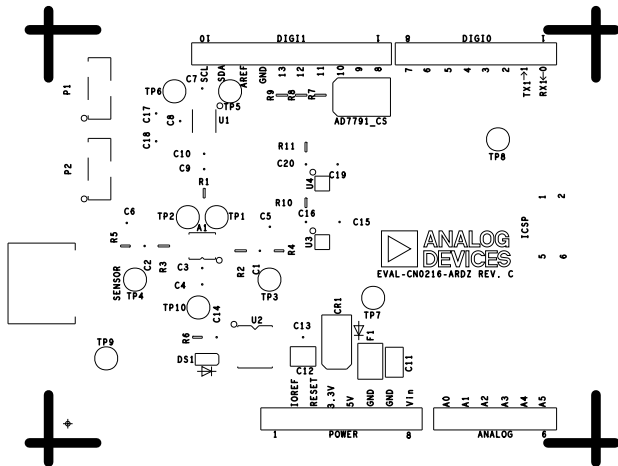 10 DIGI1 1
8 DIGI0 1
SCL
SDA
AREF
GND
13
12
11
10
9
8
7
6
5
4
3
2
TX1→1
RX1←0
P1
P2
TP6
C7
TP5
R9
R8
R7
AD7791_CS
C17
C8
U1
C18
TP8
C10
C9
R11
C20
C19
U4
R1
R10
1
2
C6
TP2
TP1
A1
C5
C16
C15
U3
ICSP
R5
C2
R3
R2
C1
R4
ANALOG
DEVICES
5
6
EVAL-CN0216-ARDZ REV. C
C3
C4
SENSOR
TP4
TP3
TP10
C14
U2
CR1
TP7
R6
C13
F1
DS1
C12
C11
TP9
IOREF
RESET
3.3V
5V
GND
GND
Vin
A0
A1
A2
A3
A4
A5
1 POWER 8
ANALOG 6